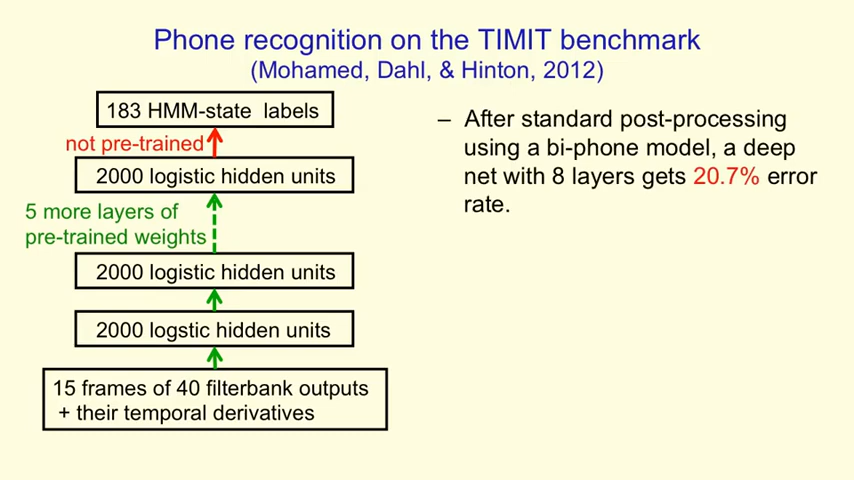 Phone recognition on the TIMIT benchmark
(Mohamed, Dahl, & Hinton, 2012)
183 HMM-state labels
not pre-trained
2000 logistic hidden units
5 more layers of
pre-trained weights
2000 logistic hidden units
2000 logstic hidden units
15 frames of 40 filterbank outputs
+ their temporal derivatives
– After standard post-processing
using a bi-phone model, a deep
net with 8 layers gets 20.7% error
rate.